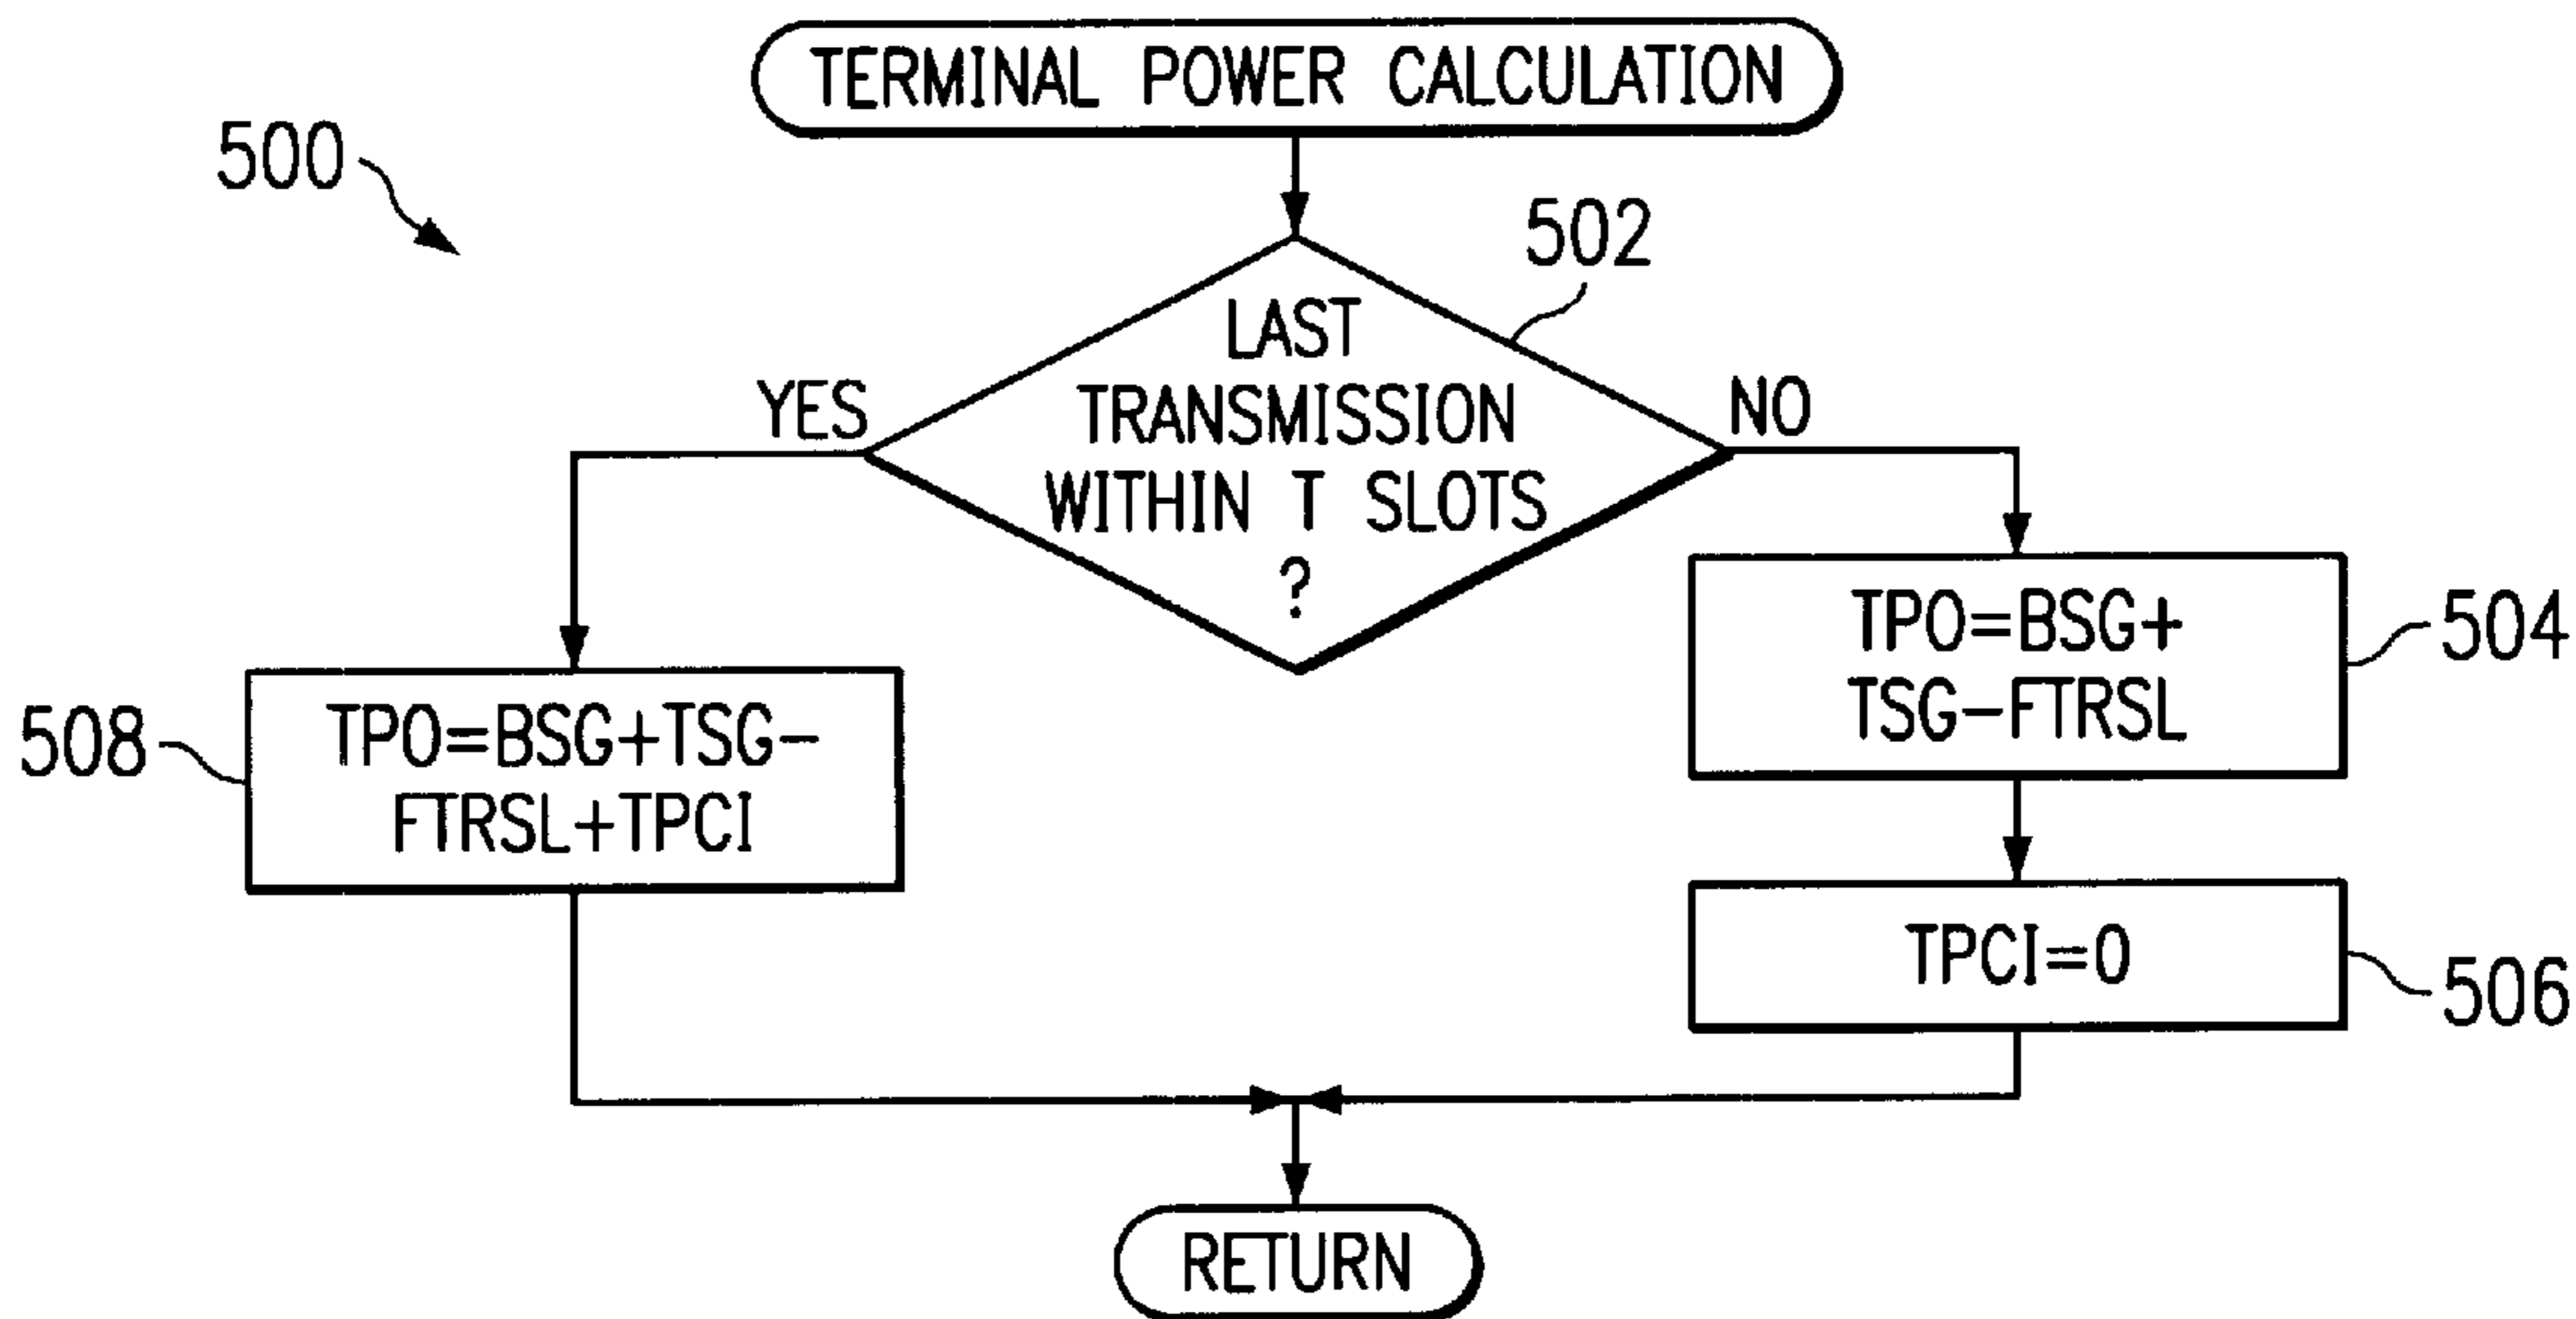 TERMINAL POWER CALCULATION
500
502
LAST
TRANSMISSION
WITHIN T SLOTS
?
YES
NO
TPO=BSG+
TSG-FTRSL
504
508
TPO=BSG+TSG-
FTRSL+TPCI
TPCI=0
506
RETURN